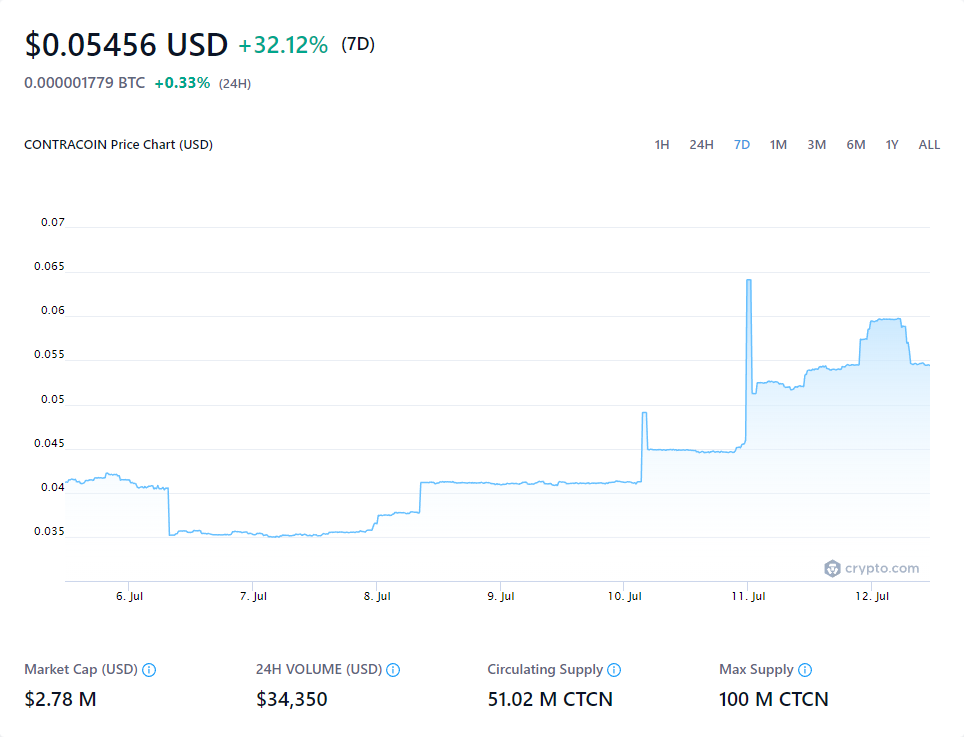 $0.05456 USD +32.12% (7D)
0.000001779 BTC +0.33% (24H)
CONTRACOIN Price Chart (USD)
1H 24H 7D 1M 3M 6M 1Y ALL
0.07
0.065
0.06
0.055
0.05
0.045
0.04
0.035
crypto.com
6. Jul 7. Jul 8. Jul 9. Jul 10. Jul 11. Jul 12. Jul
Market Cap (USD) 24H VOLUME (USD) Circulating Supply Max Supply
$2.78 M $34,350 51.02 M CTCN 100 M CTCN